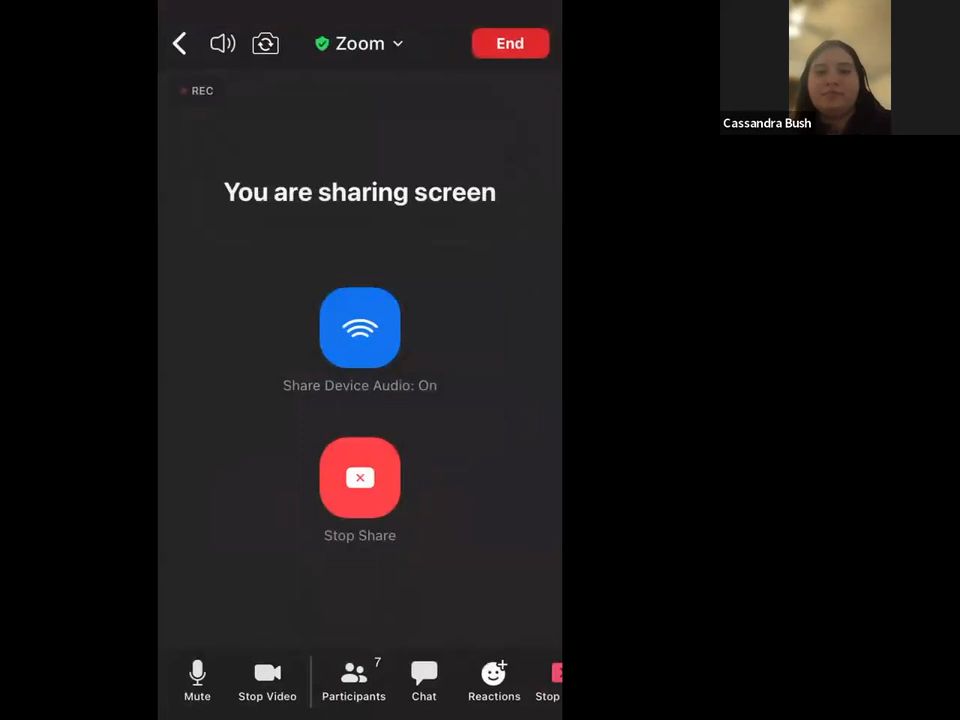 Zoom
End
REC
You are sharing screen
Share Device Audio: On
Stop Share
7
Mute
Stop Video
Participants
Chat
Reactions
Stop
Cassandra Bush